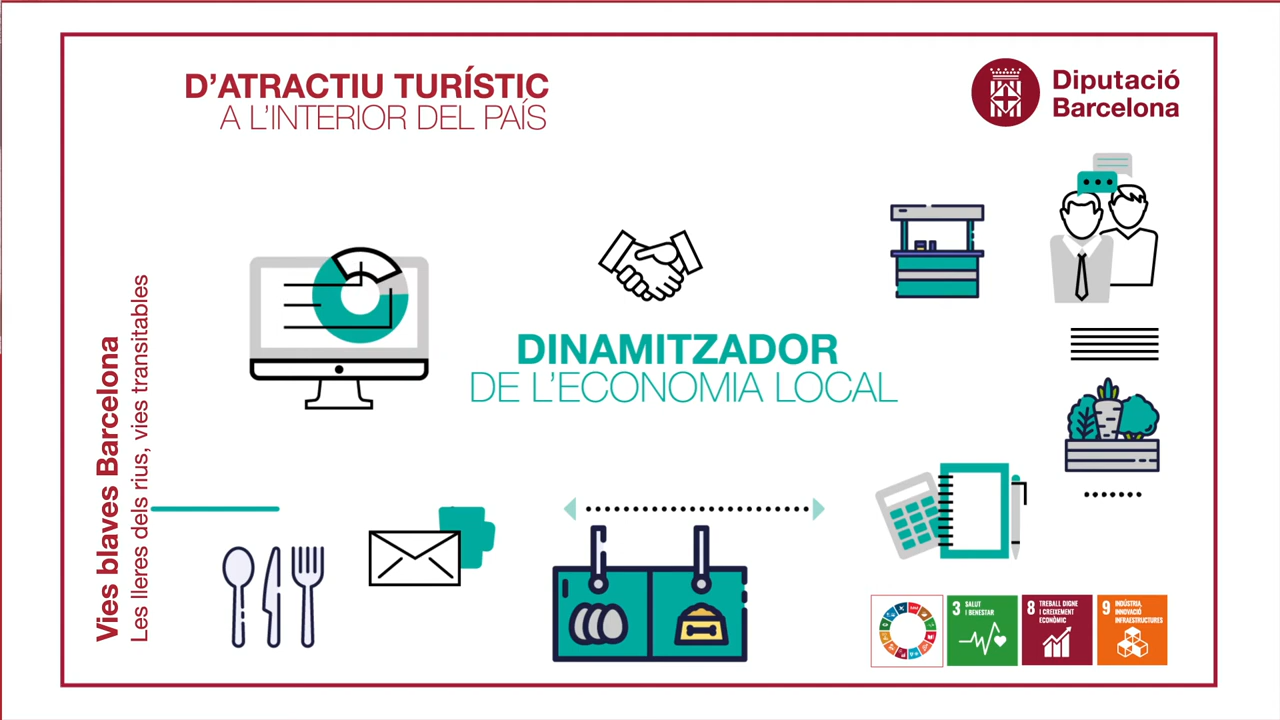 D'ATRACTIU TURÍSTIC
A L'INTERIOR DEL PAÍS
Diputació
Barcelona
DINAMITZADOR
DE L'ECONOMIA LOCAL
Vies blaves Barcelona
Les lleres dels rius, vies transitables
3 SALUT
I BENESTAR
8 TREBALL DIGNE
I CREIXEMENT
ECONÒMIC
9 INDÚSTRIA,
INNOVACIÓ
INFRAESTRUCTURES